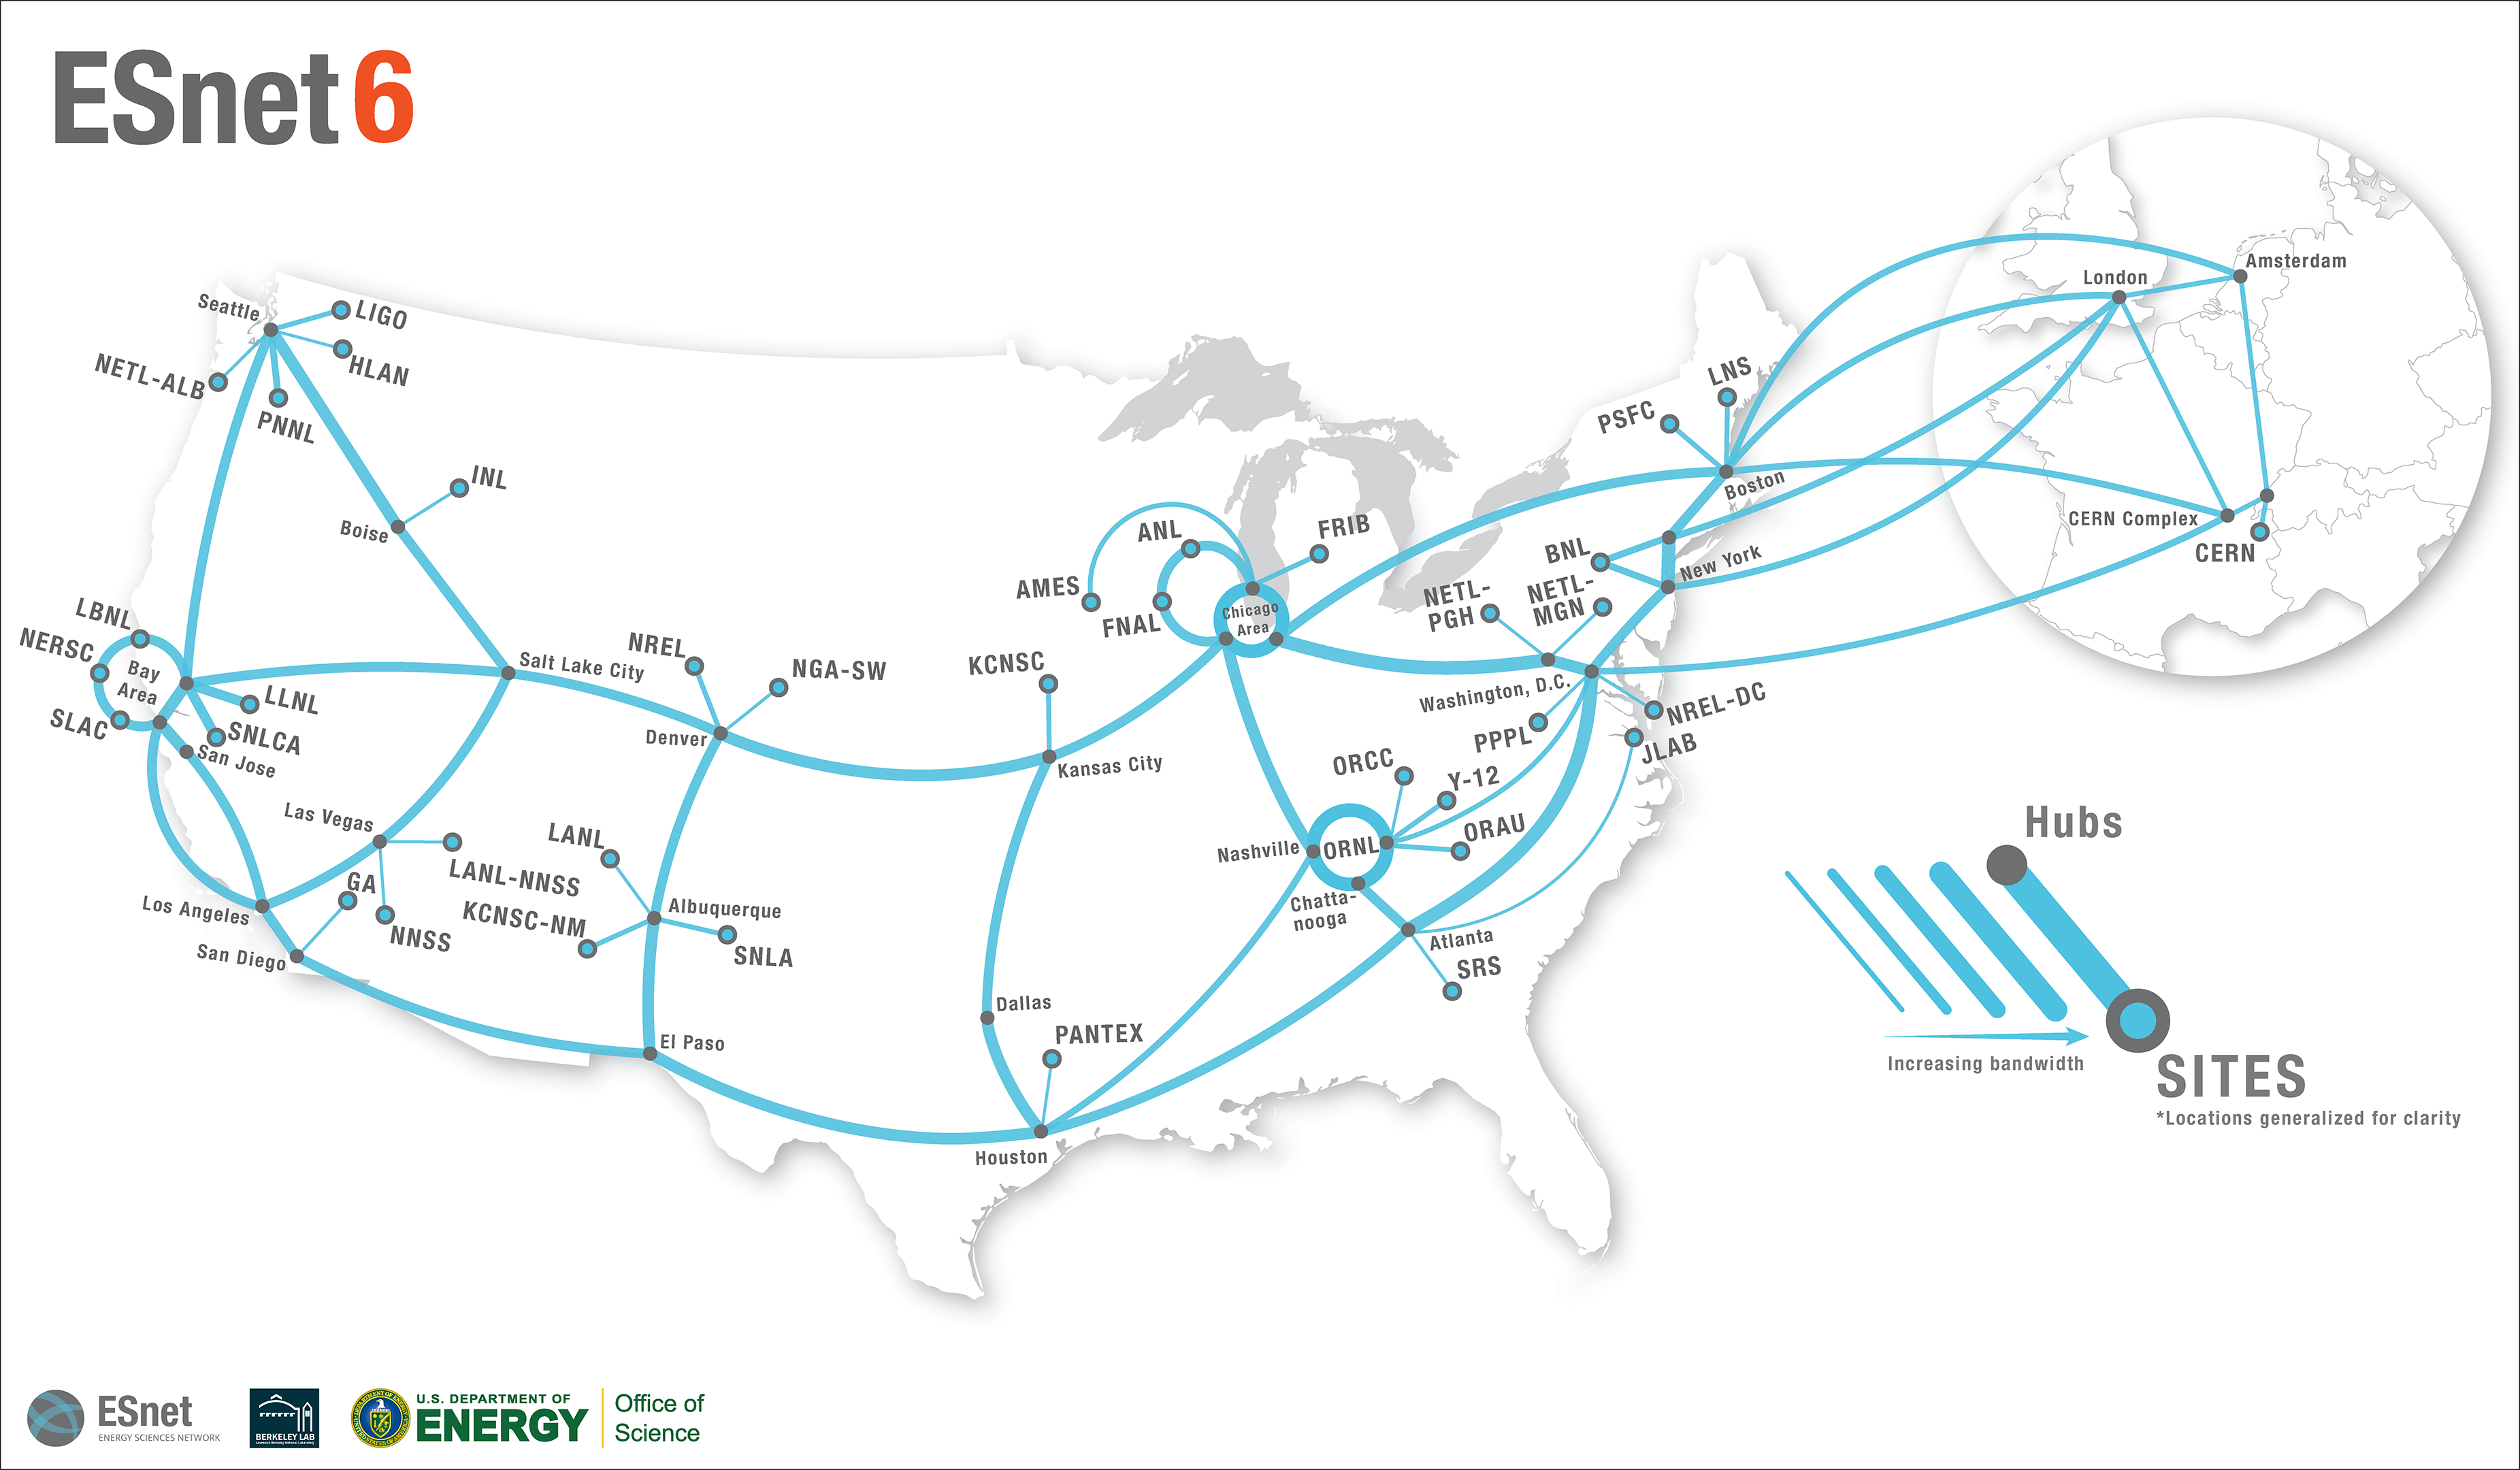 ESnet6
Seattle
LIGO
HLAN
NETL-ALB
PNNL
INL
Boise
LBNL
NERSC
Bay
Area
SLAC
LLNL
SNLCA
San Jose
Salt Lake City
NREL
NGA-SW
Denver
Las Vegas
LANL-NNSS
GA
NNSS
Los Angeles
San Diego
LANL
KCNSC-NM
Albuquerque
SNLA
El Paso
KCNSC
Kansas City
Dallas
PANTEX
Houston
AMES
ANL
FNAL
FRIB
Chicago
Area
Nashville
ORNL
ORCC
Y-12
ORAU
Chatta-
nooga
Atlanta
SRS
LNS
PSFC
Boston
BNL
New York
NETL-
PGH
NETL-
MGN
Washington, D.C.
PPPL
NREL-DC
JLAB
London
Amsterdam
CERN Complex
CERN
Hubs
Increasing bandwidth
SITES
*Locations generalized for clarity
ESnet
ENERGY SCIENCES NETWORK
BERKELEY LAB
Lawrence Berkeley National Laboratory
U.S. DEPARTMENT OF
ENERGY
Office of
Science